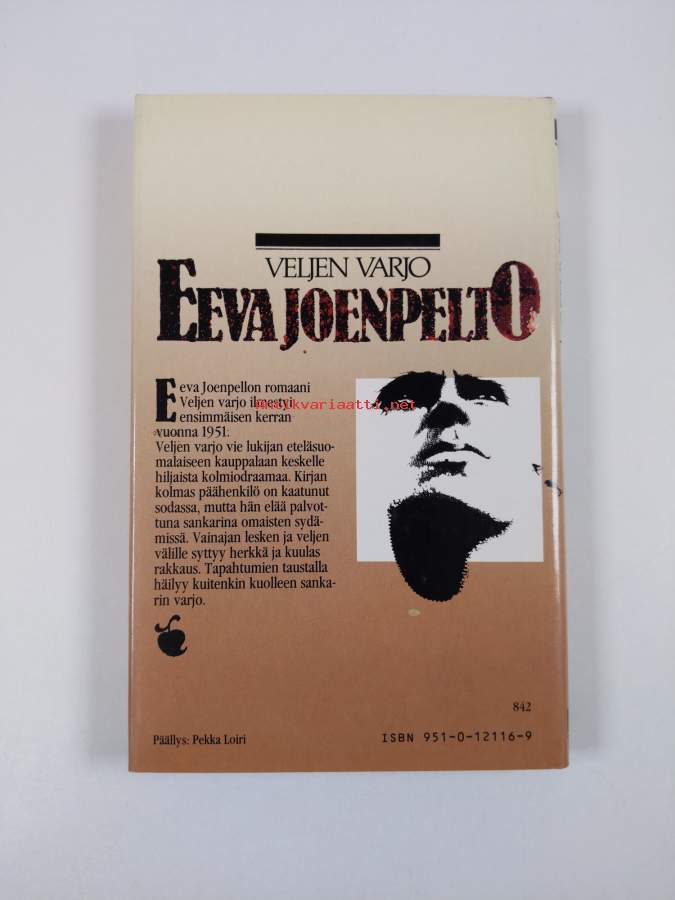 VELJEN VARJO
EEVA JOENPELTO
Eeva Joenpellon romaani
Veljen varjo ilmestyi
ensimmäisen kerran
vuonna 1951.
Veljen varjo vie lukijan eteläsuo-
malaiseen kauppalaan keskelle
hiljaista kolmiodraamaa. Kirjan
kolmas päähenkilö on kaatunut
sodassa, mutta hän elää palvot-
tuna sankarina omaisten sydä-
missä. Vainajan lesken ja veljen
välille syttyy herkkä ja kuulas
rakkaus. Tapahtumien taustalla
häilyy kuitenkin kuolleen sanka-
rin varjo.
Antikvariaatti.net
842
Päällys: Pekka Loiri
ISBN 951-0-12116-9